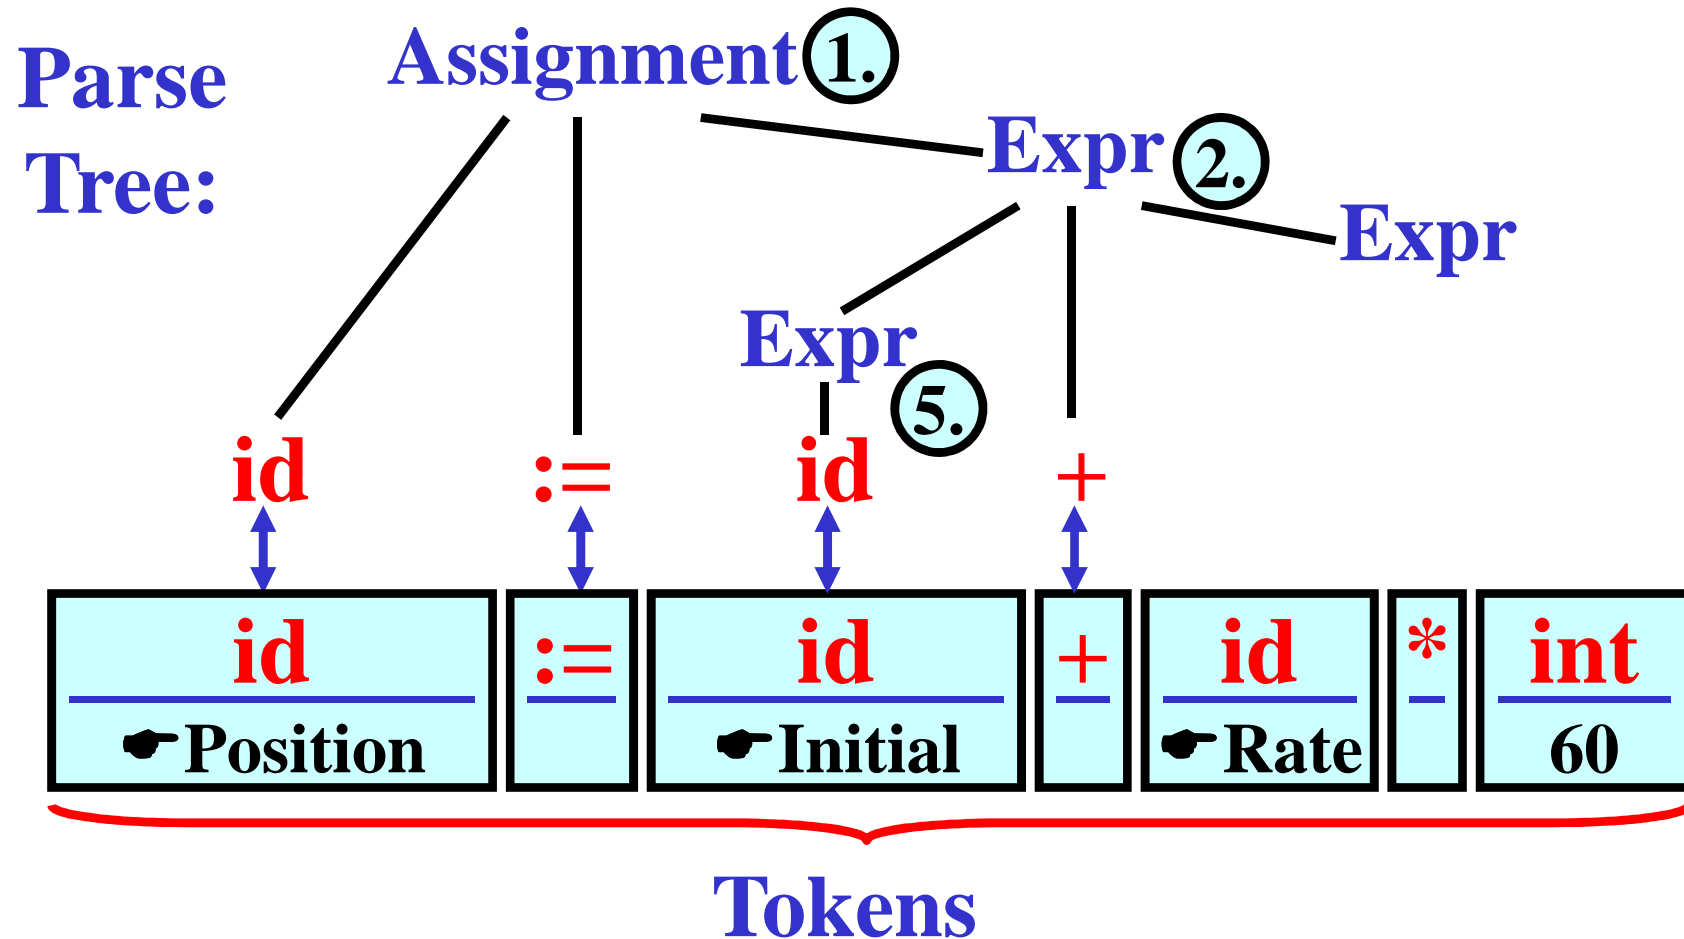 Parse
Tree:
Assignment 1.
Expr 2.
Expr
Expr
5.
id := id +
id := id + id * int
Position Initial Rate 60
Tokens